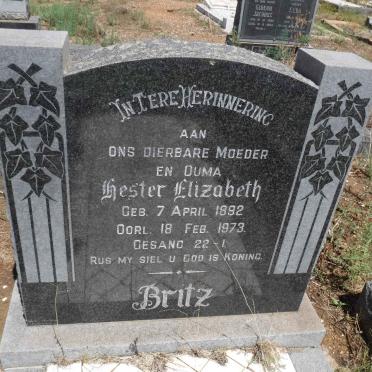 In Tere Herinnering
AAN
ONS DIERBARE MOEDER
EN OUMA
Hester Elizabeth
GEB. 7 APRIL 1892
OORL. 18 FEB. 1973.
GESANG 22-1.
RUS MY SIEL U GOD IS KONING.
Britz